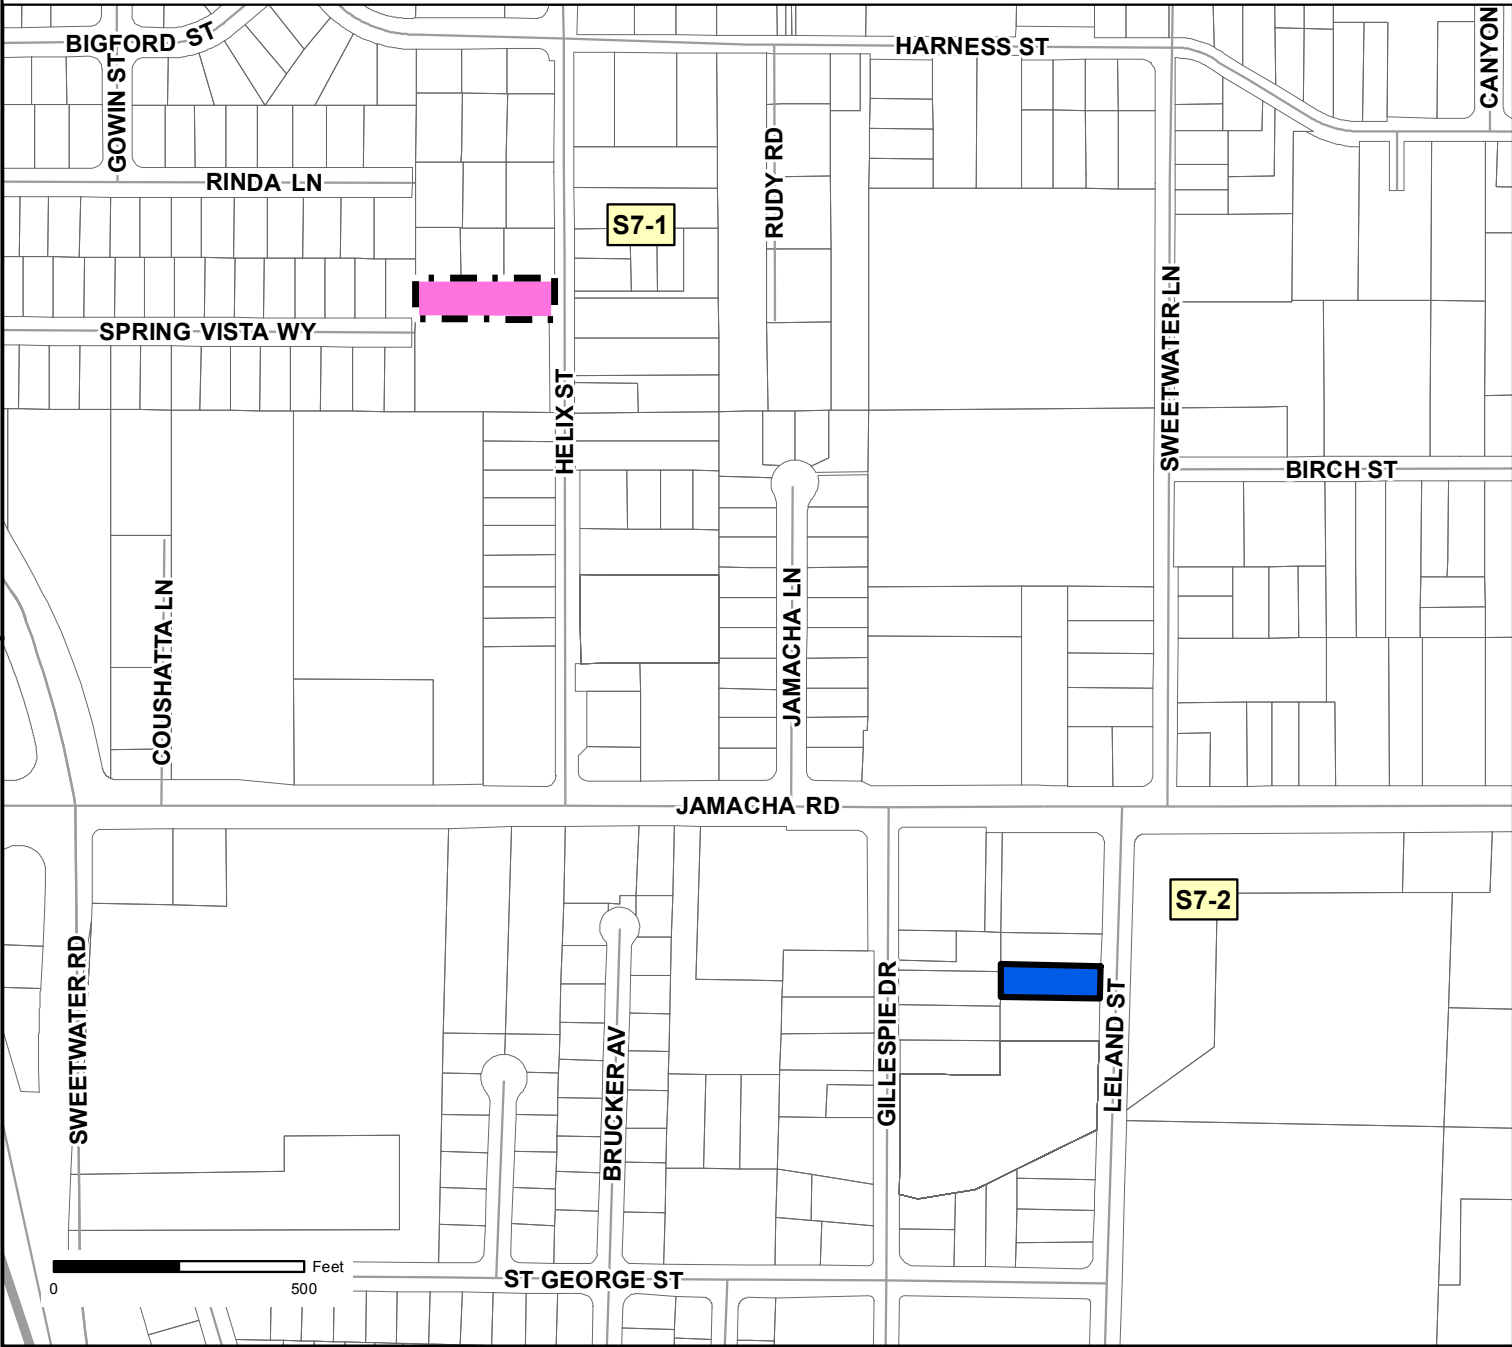 BIGFORD ST
HARNESS ST
CANYON
GOWIN ST
RINDA LN
RUDY RD
S7-1
SPRING VISTA WY
HELIX ST
SWEETWATER LN
BIRCH ST
COUSHATTA LN
JAMACHA LN
JAMACHA RD
S7-2
SWEETWATER RD
BRUCKER AV
GILLESPIE DR
LELAND ST
Feet
0 500
ST GEORGE ST